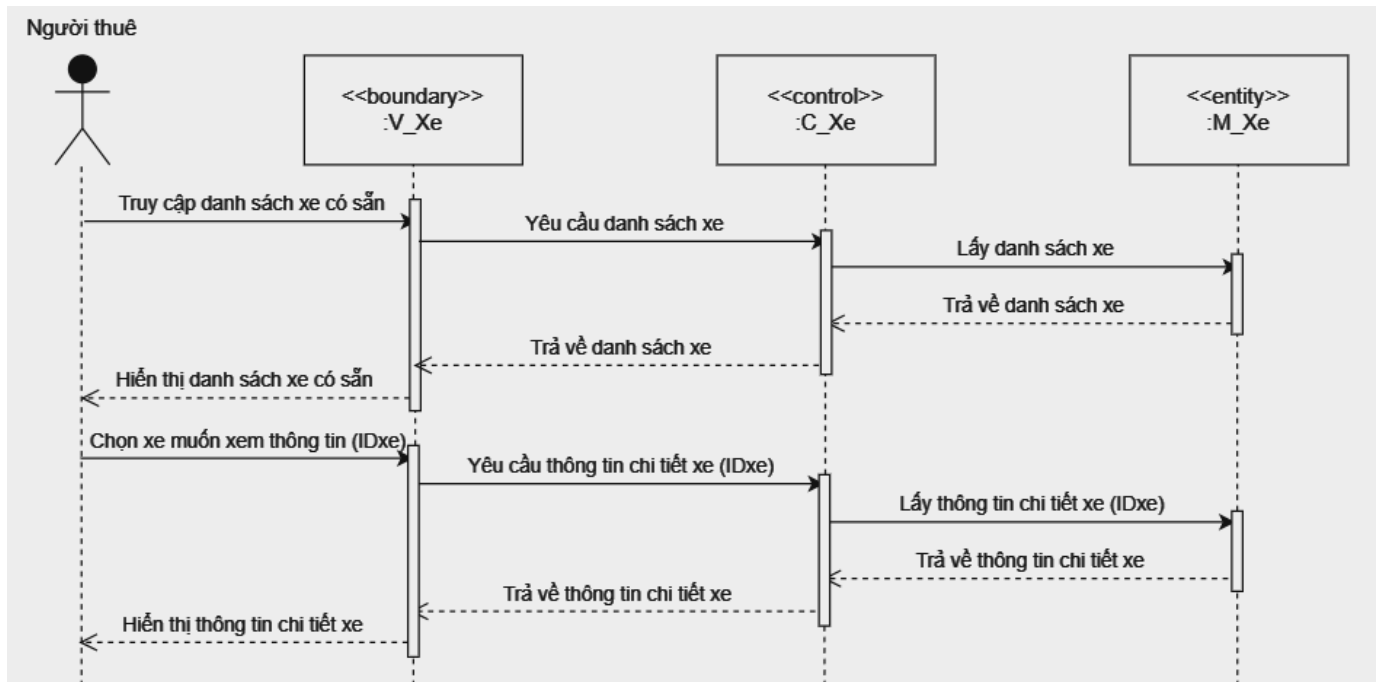 Người thuê
<<boundary>>
:V_Xe
<<control>>
:C_Xe
<<entity>>
:M_Xe
Truy cập danh sách xe có sẵn
Yêu cầu danh sách xe
Lấy danh sách xe
Trả về danh sách xe
Trả về danh sách xe
Hiển thị danh sách xe có sẵn
Chọn xe muốn xem thông tin (IDxe)
Yêu cầu thông tin chi tiết xe (IDxe)
Lấy thông tin chi tiết xe (IDxe)
Trả về thông tin chi tiết xe
Trả về thông tin chi tiết xe
Hiển thị thông tin chi tiết xe